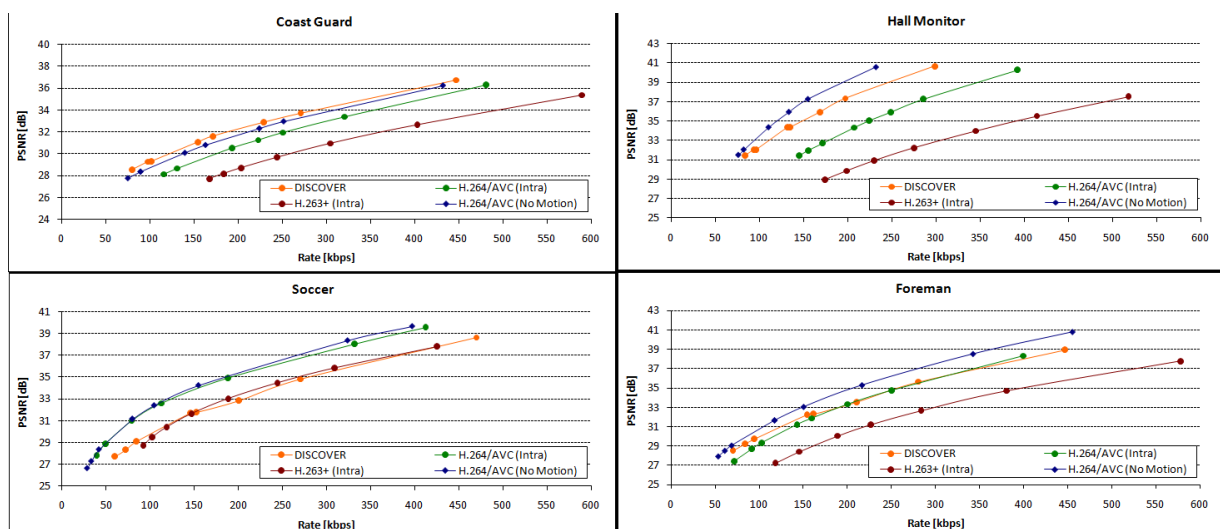 Coast Guard
PSNR [dB]
40
38
36
34
32
30
28
26
24
0 50 100 150 200 250 300 350 400 450 500 550 600
Rate [kbps]
DISCOVER H.264/AVC (Intra)
H.263+ (Intra) H.264/AVC (No Motion)
Hall Monitor
PSNR [dB]
43
41
39
37
35
33
31
29
27
25
0 50 100 150 200 250 300 350 400 450 500 550 600
Rate [kbps]
DISCOVER H.264/AVC (Intra)
H.263+ (Intra) H.264/AVC (No Motion)
Soccer
PSNR [dB]
41
39
37
35
33
31
29
27
25
0 50 100 150 200 250 300 350 400 450 500 550 600
Rate [kbps]
DISCOVER H.264/AVC (Intra)
H.263+ (Intra) H.264/AVC (No Motion)
Foreman
PSNR [dB]
43
41
39
37
35
33
31
29
27
25
0 50 100 150 200 250 300 350 400 450 500 550 600
Rate [kbps]
DISCOVER H.264/AVC (Intra)
H.263+ (Intra) H.264/AVC (No Motion)